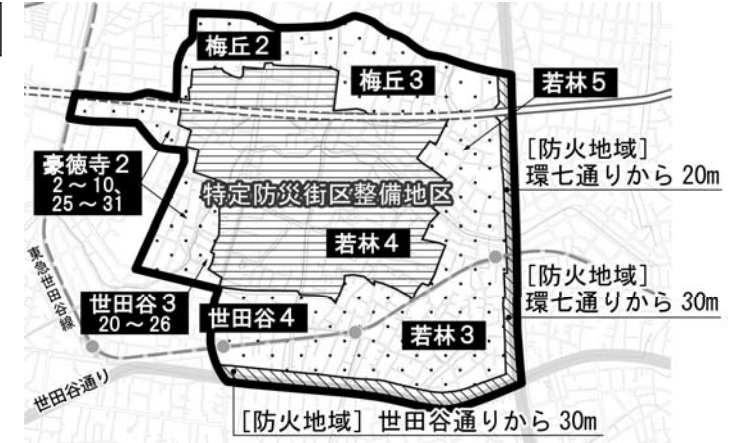 梅丘2
梅丘3
若林5
[防火地域]
環七通りから20m
豪徳寺2
2～10、
25～31
特定防災街区整備地区
若林4
東急世田谷線
[防火地域]
環七通りから30m
世田谷3
20～26
世田谷4
若林3
世田谷通り
[防火地域] 世田谷通りから30m